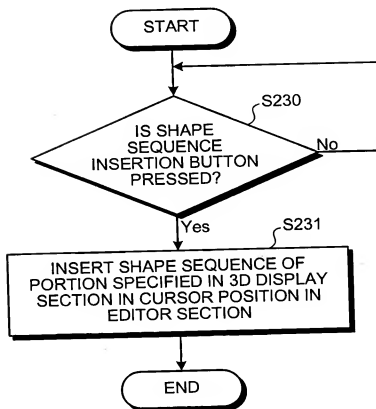 START
S230
IS SHAPE
SEQUENCE
INSERTION BUTTON
PRESSED?
No
Yes
S231
INSERT SHAPE SEQUENCE OF
PORTION SPECIFIED IN 3D DISPLAY
SECTION IN CURSOR POSITION IN
EDITOR SECTION
END